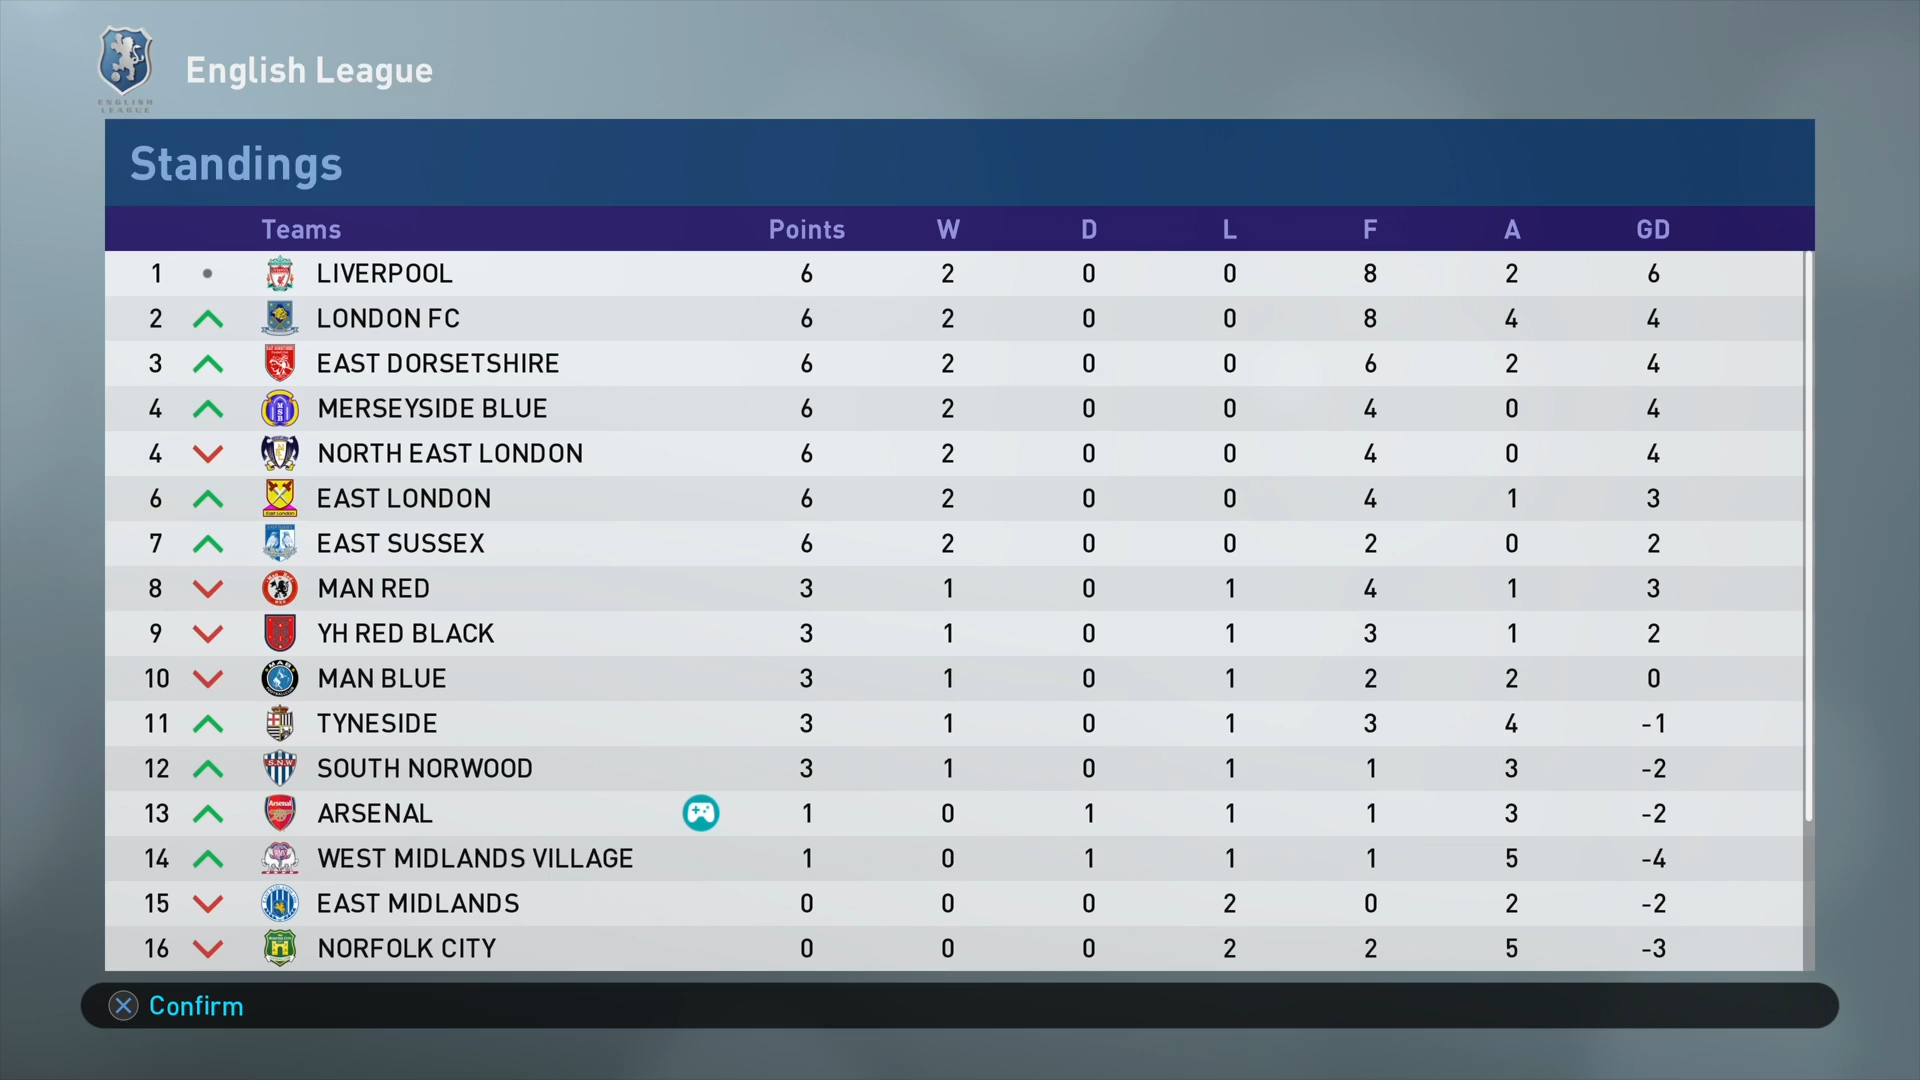 ENGLISH
LEAGUE
English League
Standings
Teams Points W D L F A GD
1 LIVERPOOL 6 2 0 0 8 2 6
2 LONDON FC 6 2 0 0 8 4 4
3 EAST DORSETSHIRE 6 2 0 0 6 2 4
4 MERSEYSIDE BLUE 6 2 0 0 4 0 4
4 NORTH EAST LONDON 6 2 0 0 4 0 4
6 EAST LONDON 6 2 0 0 4 1 3
7 EAST SUSSEX 6 2 0 0 2 0 2
8 MAN RED 3 1 0 1 4 1 3
9 YH RED BLACK 3 1 0 1 3 1 2
10 MAN BLUE 3 1 0 1 2 2 0
11 TYNESIDE 3 1 0 1 3 4 -1
12 SOUTH NORWOOD 3 1 0 1 1 3 -2
13 ARSENAL 1 0 1 1 1 3 -2
14 WEST MIDLANDS VILLAGE 1 0 1 1 1 5 -4
15 EAST MIDLANDS 0 0 0 2 0 2 -2
16 NORFOLK CITY 0 0 0 2 2 5 -3
Confirm